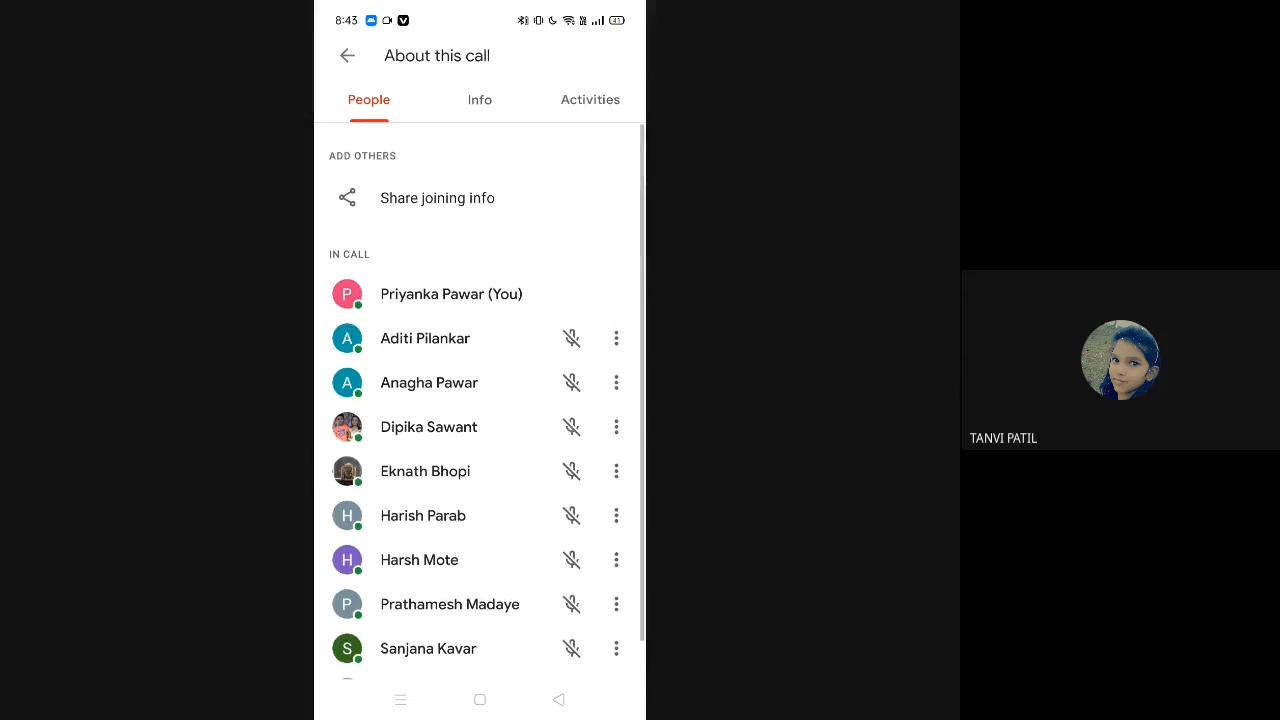 8:43
41
About this call
People
Info
Activities
ADD OTHERS
Share joining info
IN CALL
P
Priyanka Pawar (You)
A
Aditi Pilankar
A
Anagha Pawar
Dipika Sawant
Eknath Bhopi
H
Harish Parab
H
Harsh Mote
P
Prathamesh Madaye
S
Sanjana Kavar
TANVI PATIL